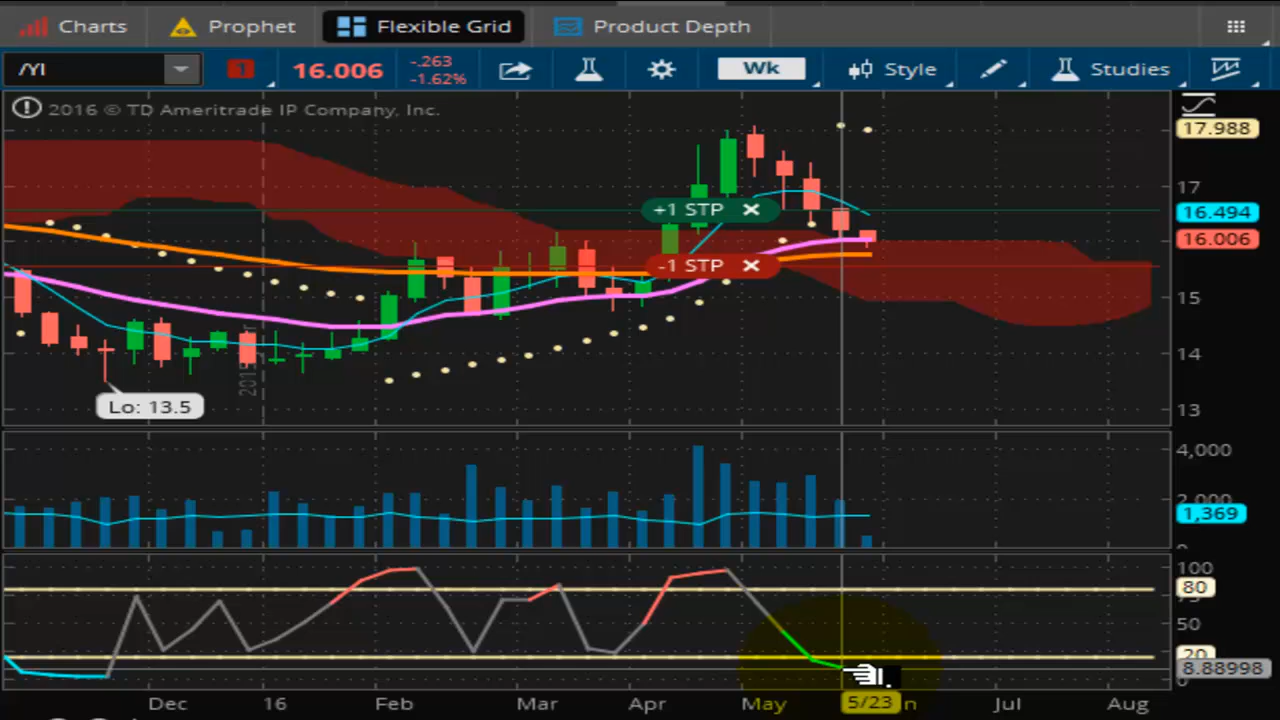 Charts Prophet Flexible Grid Product Depth
/YI 1 16.006 -.263 -1.62% Wk Style Studies
2016 © TD Ameritrade IP Company, Inc.
17.988
17
+1 STP
16.494
16.006
-1 STP
15
14
Lo: 13.5
13
4,000
2,000
1,369
0
100
80
50
20
8.88998
Dec 16 Feb Mar Apr May 5/23 Jul Aug